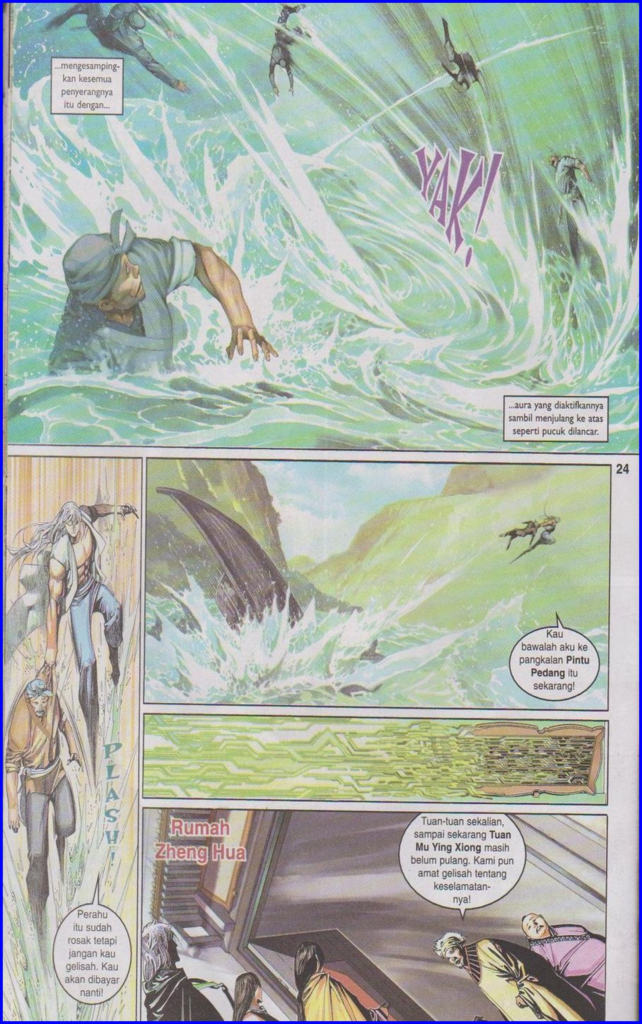 ...mengesamping-
kan kesemua
penyerangnya
itu dengan...
YAK!
...aura yang diaktifkannya
sambil menjulang ke atas
seperti pucuk dilancar.
24
PLASH!
Perahu
itu sudah
rosak tetapi
jangan kau
gelisah. Kau
akan dibayar
nanti!
Kau
bawalah aku ke
pangkalan Pintu
Pedang itu
sekarang!
Rumah
Zheng Hua
Tuan-tuan sekalian,
sampai sekarang Tuan
Mu Ying Xiong masih
belum pulang. Kami pun
amat gelisah tentang
keselamatan-
nya!